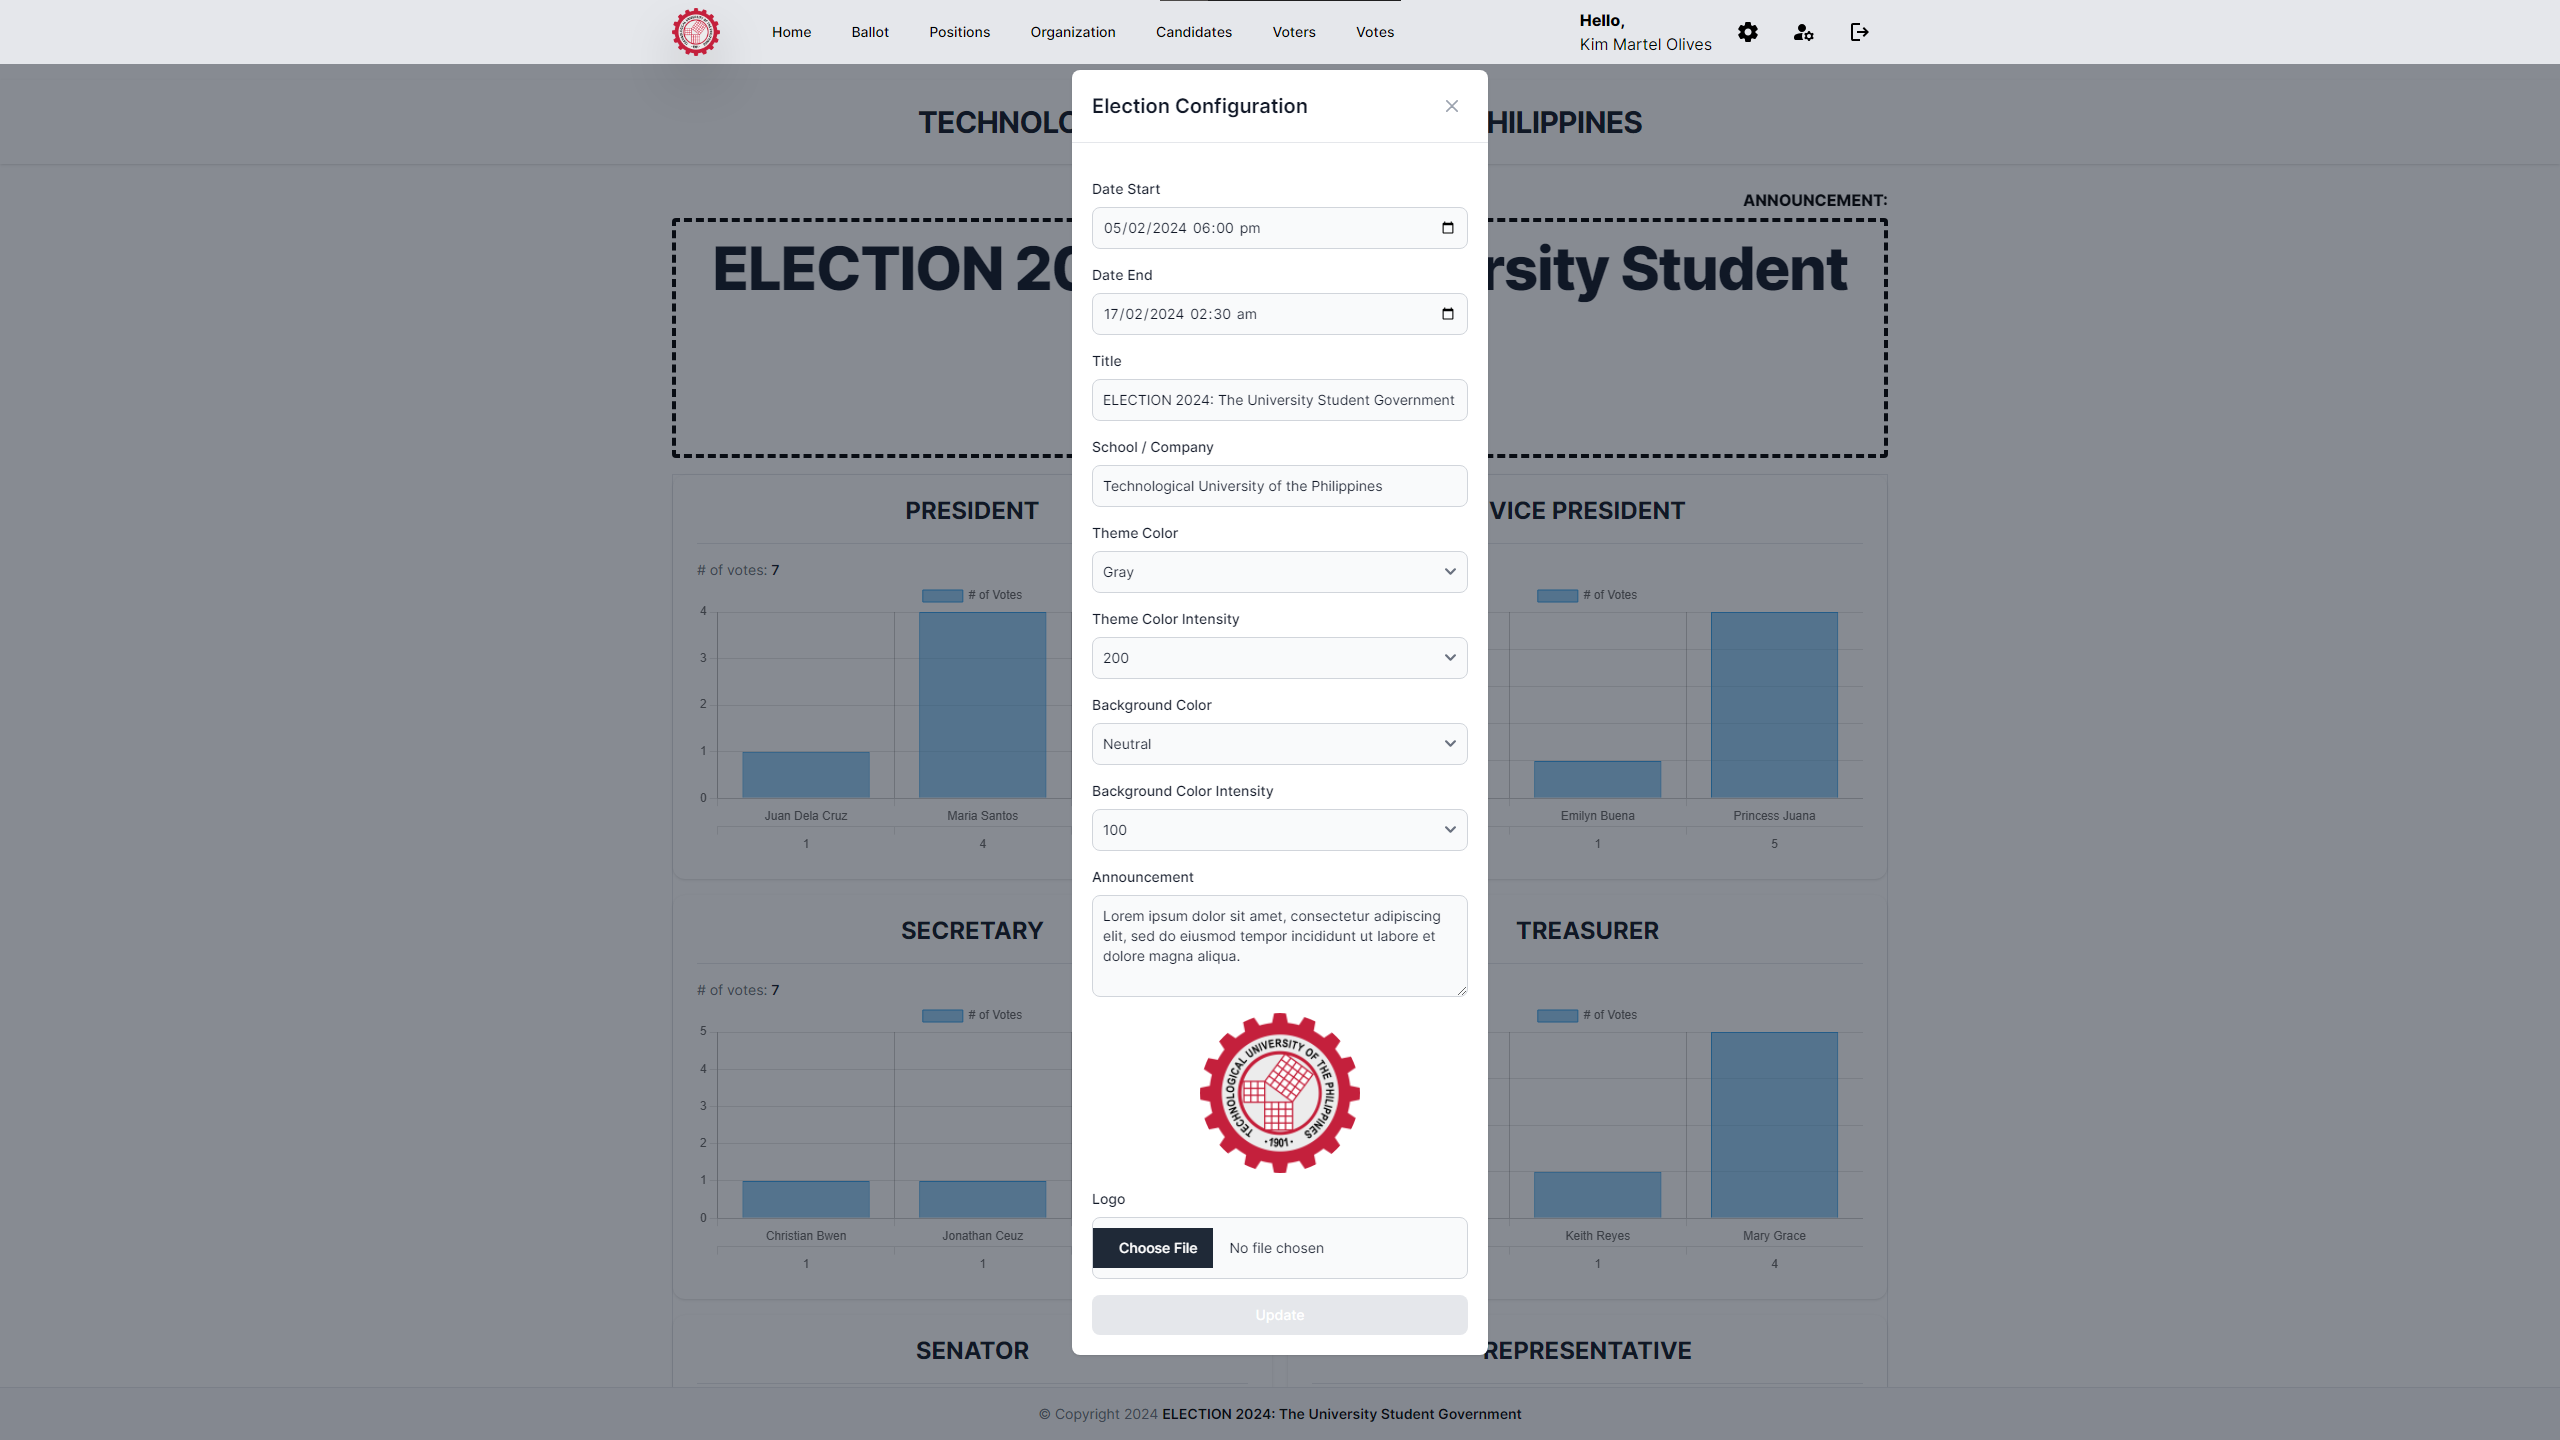 Home Ballot Positions Organization Candidates Voters Votes
Hello,
Kim Martel Olives
TECHNOLO HILIPPINES
ANNOUNCEMENT:
ELECTION 20 rsity Student
Election Configuration
Date Start
05/02/2024 06:00 pm
Date End
17/02/2024 02:30 am
Title
ELECTION 2024: The University Student Government
School / Company
Technological University of the Philippines
Theme Color
Gray
Theme Color Intensity
200
Background Color
Neutral
Background Color Intensity
100
Announcement
Lorem ipsum dolor sit amet, consectetur adipiscing
elit, sed do eiusmod tempor incididunt ut labore et
dolore magna aliqua.
TECHNOLOGICAL UNIVERSITY OF THE PHILIPPINES
· 1901 ·
Logo
Choose File No file chosen
Update
PRESIDENT
# of votes: 7
# of Votes
4
3
2
1
0
Juan Dela Cruz Maria Santos
1 4
VICE PRESIDENT
# of Votes
Emilyn Buena Princess Juana
1 5
SECRETARY
# of votes: 7
# of Votes
5
4
3
2
1
0
Christian Bwen Jonathan Ceuz
1 1
TREASURER
# of Votes
Keith Reyes Mary Grace
1 4
SENATOR
REPRESENTATIVE
© Copyright 2024 ELECTION 2024: The University Student Government